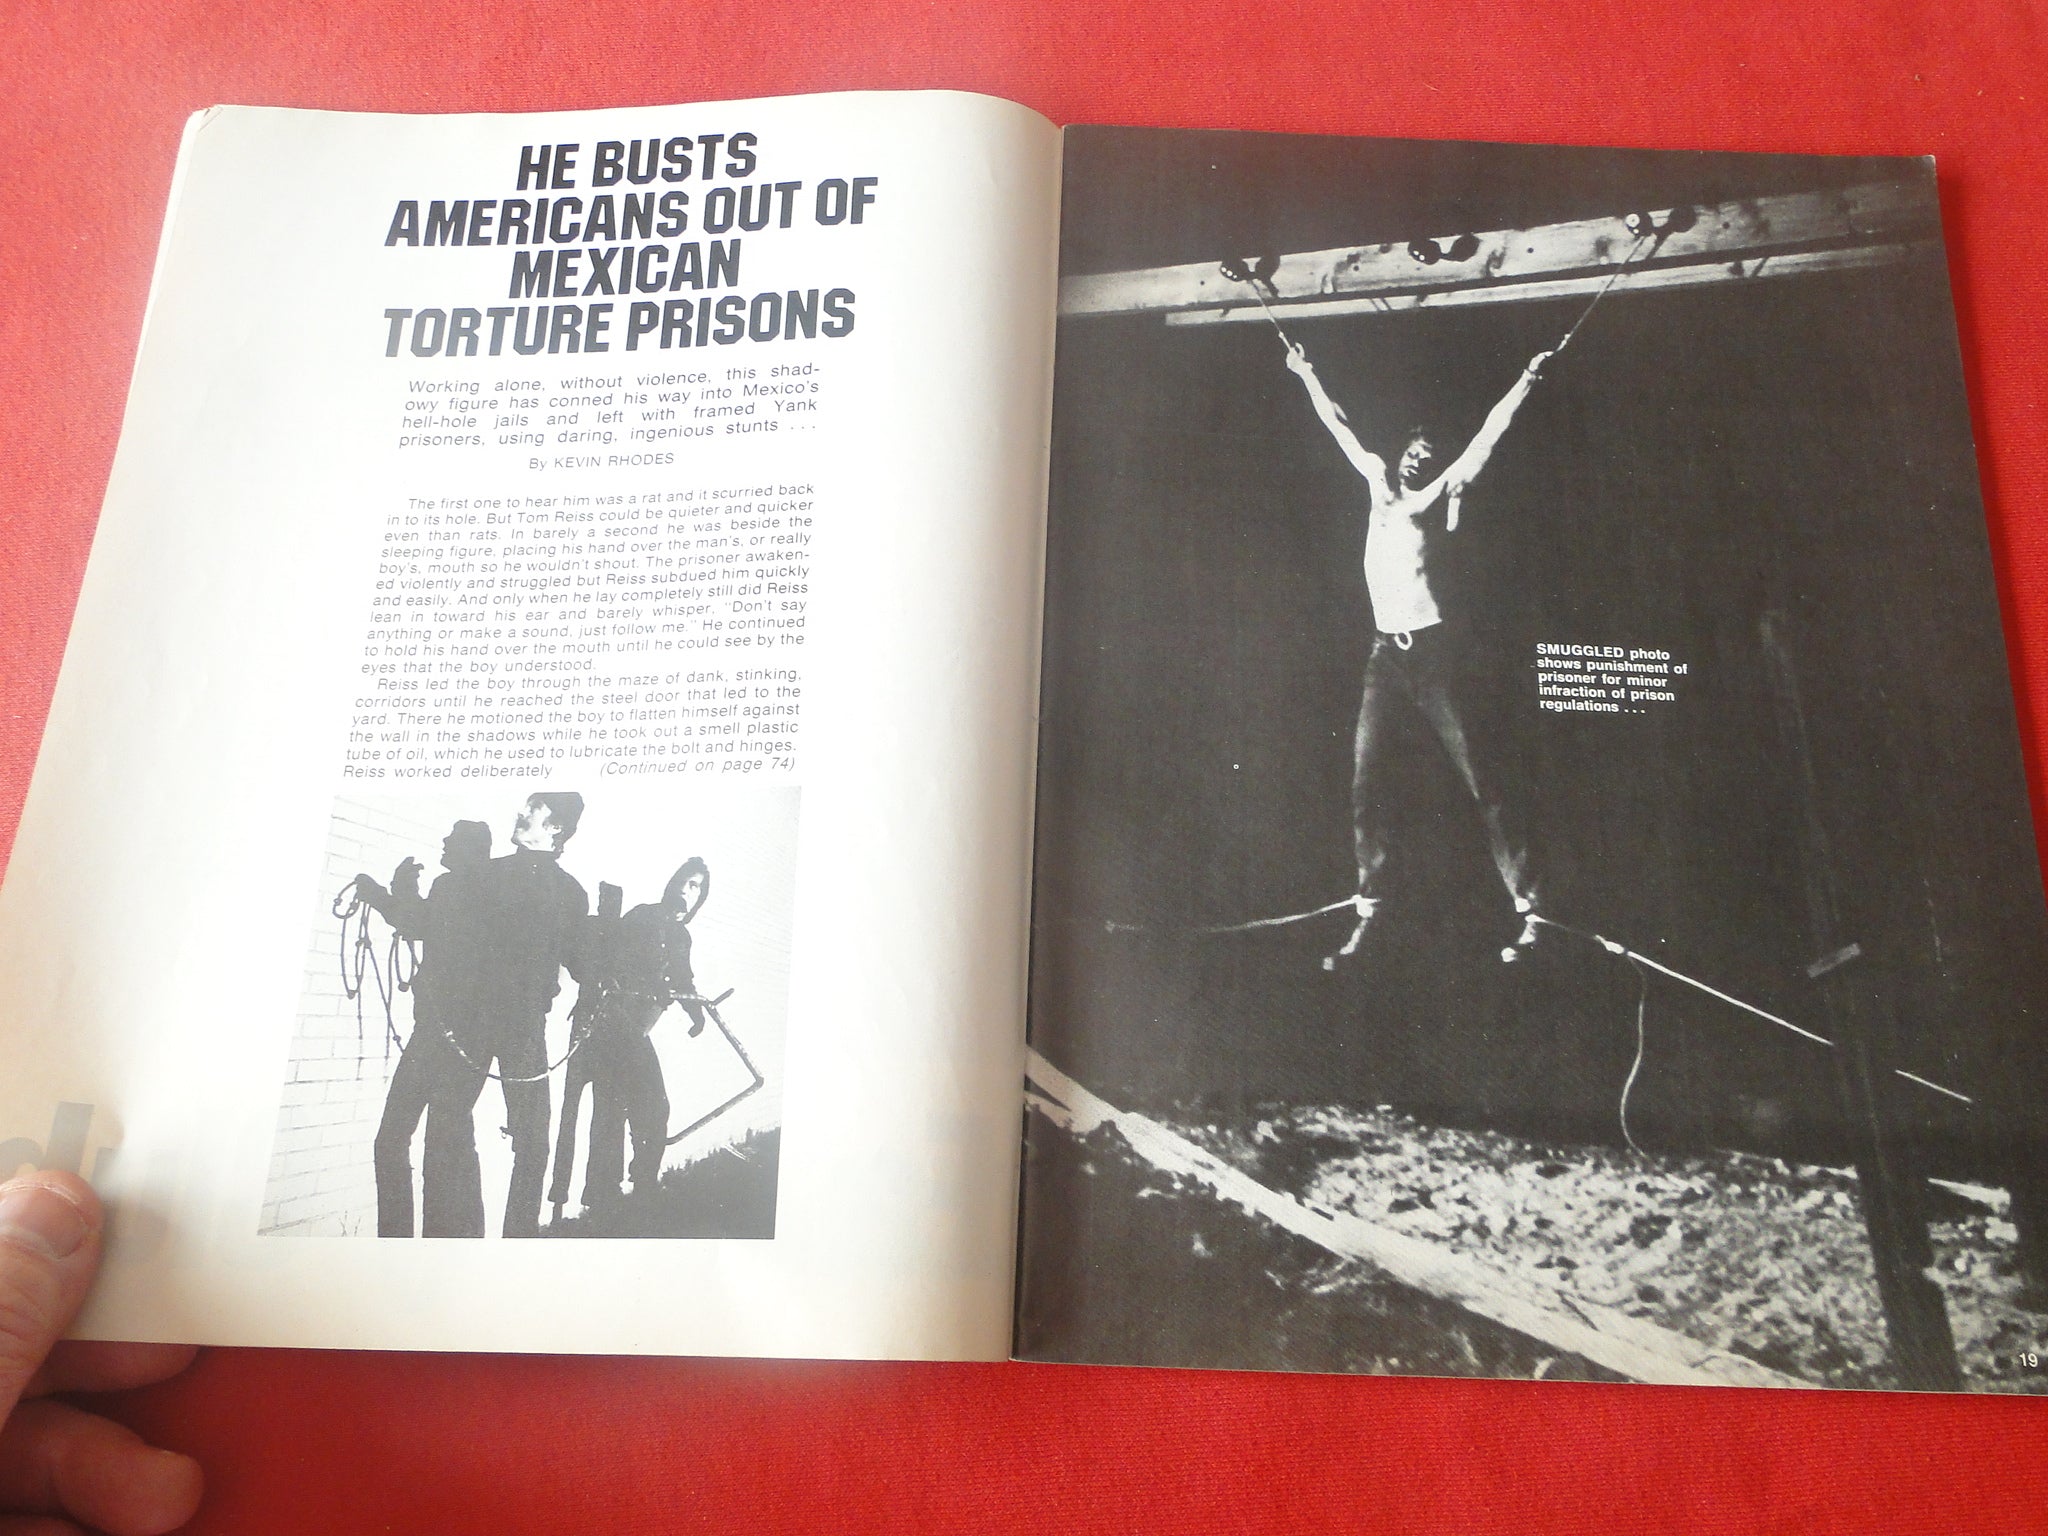 HE BUSTS
AMERICANS OUT OF
MEXICAN
TORTURE PRISONS
Working alone, without violence, this shad-
owy figure has conned his way into Mexico's
hell-hole jails and left with framed Yank
prisoners, using daring, ingenious stunts . . .
By KEVIN RHODES
The first one to hear him was a rat and it scurried back
in to its hole. But Tom Reiss could be quieter and quicker
even than rats. In barely a second he was beside the
sleeping figure, placing his hand over the man's, or really
boy's, mouth so he wouldn't shout. The prisoner awaken-
ed violently and struggled but Reiss subdued him quickly
and easily. And only when he lay completely still did Reiss
lean in toward his ear and barely whisper, "Don't say
anything or make a sound, just follow me." He continued
to hold his hand over the mouth until he could see by the
eyes that the boy understood.
Reiss led the boy through the maze of dank, stinking,
corridors until he reached the steel door that led to the
yard. There he motioned the boy to flatten himself against
the wall in the shadows while he took out a smell plastic
tube of oil, which he used to lubricate the bolt and hinges.
Reiss worked deliberately (Continued on page 74)
SMUGGLED photo
shows punishment of
prisoner for minor
infraction of prison
regulations . . .
19